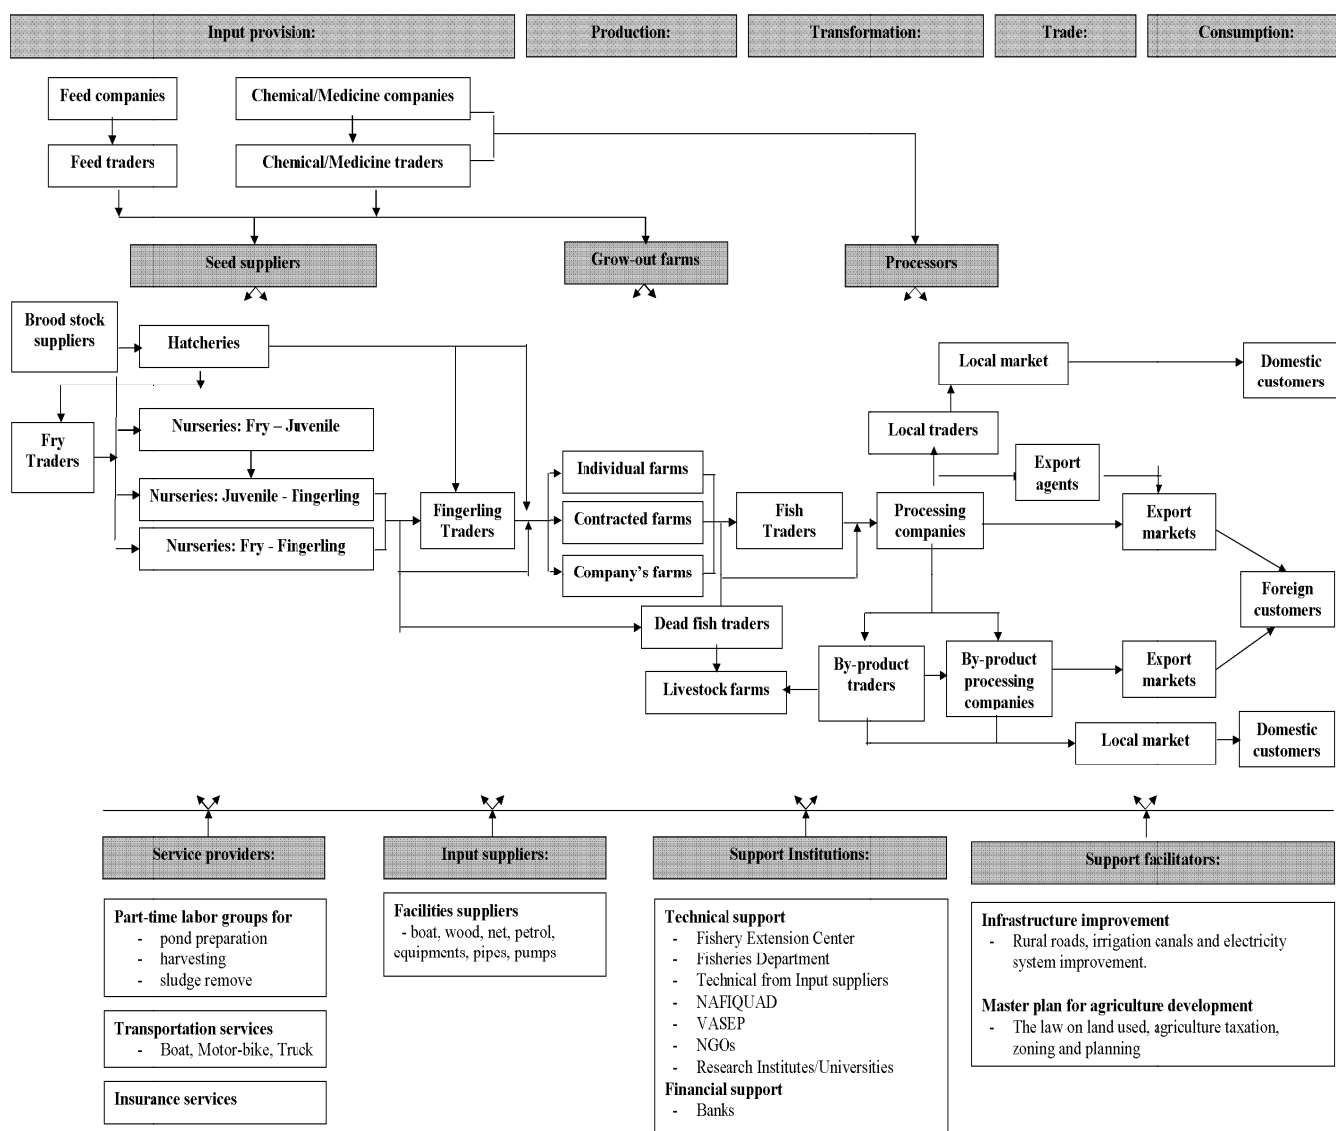 Input provision:
Production:
Transformation:
Trade:
Consumption:
Feed companies
Chemical/Medicine companies
Feed traders
Chemical/Medicine traders
Seed suppliers
Grow-out farms
Processors
Brood stock
suppliers
Hatcheries
Local market
Domestic
customers
Fry
Traders
Nurseries: Fry – Juvenile
Local traders
Export
agents
Nurseries: Juvenile - Fingerling
Nurseries: Fry - Fingerling
Fingerling
Traders
Individual farms
Contracted farms
Company's farms
Fish
Traders
Processing
companies
Export
markets
Foreign
customers
Dead fish traders
Livestock farms
By-product
traders
By-product
processing
companies
Export
markets
Local market
Domestic
customers
Service providers:
Input suppliers:
Support Institutions:
Support facilitators:
Part-time labor groups for
- pond preparation
- harvesting
- sludge remove
Transportation services
- Boat, Motor-bike, Truck
Insurance services
Facilities suppliers
- boat, wood, net, petrol,
equipments, pipes, pumps
Technical support
- Fishery Extension Center
- Fisheries Department
- Technical from Input suppliers
- NAFIQUAD
- VASEP
- NGOs
- Research Institutes/Universities
Financial support
- Banks
Infrastructure improvement
- Rural roads, irrigation canals and electricity
system improvement.
Master plan for agriculture development
- The law on land used, agriculture taxation,
zoning and planning